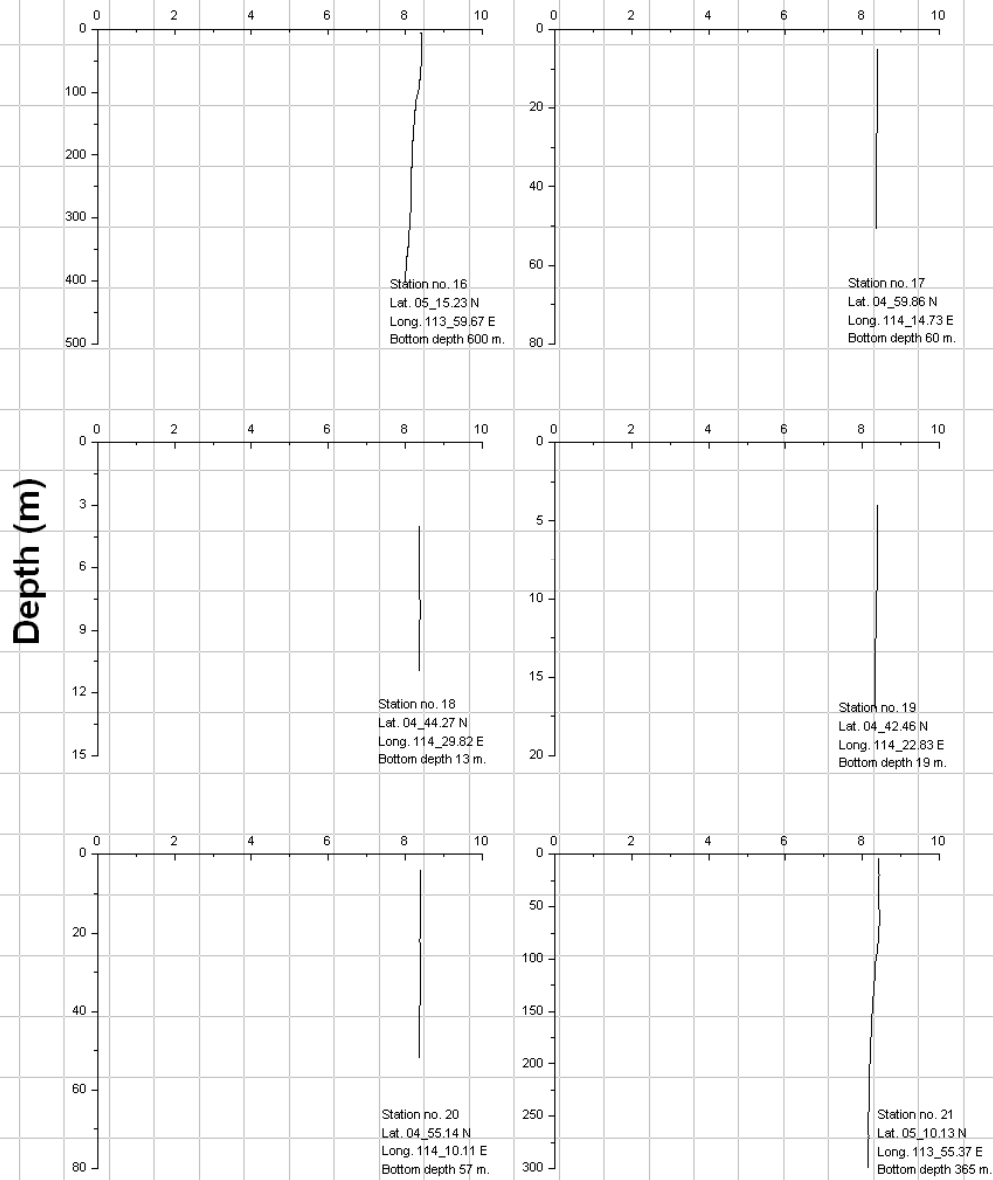 0 2 4 6 8 10
0
100
200
300
400
500
Station no. 16
Lat. 05_15.23 N
Long. 113_59.67 E
Bottom depth 600 m.
0 2 4 6 8 10
0
20
40
60
80
Station no. 17
Lat. 04_59.86 N
Long. 114_14.73 E
Bottom depth 60 m.
Depth (m)
0 2 4 6 8 10
0
3
6
9
12
15
Station no. 18
Lat. 04_44.27 N
Long. 114_29.82 E
Bottom depth 13 m.
0 2 4 6 8 10
0
5
10
15
20
Station no. 19
Lat. 04_42.46 N
Long. 114_22.83 E
Bottom depth 19 m.
0 2 4 6 8 10
0
20
40
60
80
Station no. 20
Lat. 04_55.14 N
Long. 114_10.11 E
Bottom depth 57 m.
0 2 4 6 8 10
0
50
100
150
200
250
300
Station no. 21
Lat. 05_10.13 N
Long. 113_55.37 E
Bottom depth 365 m.